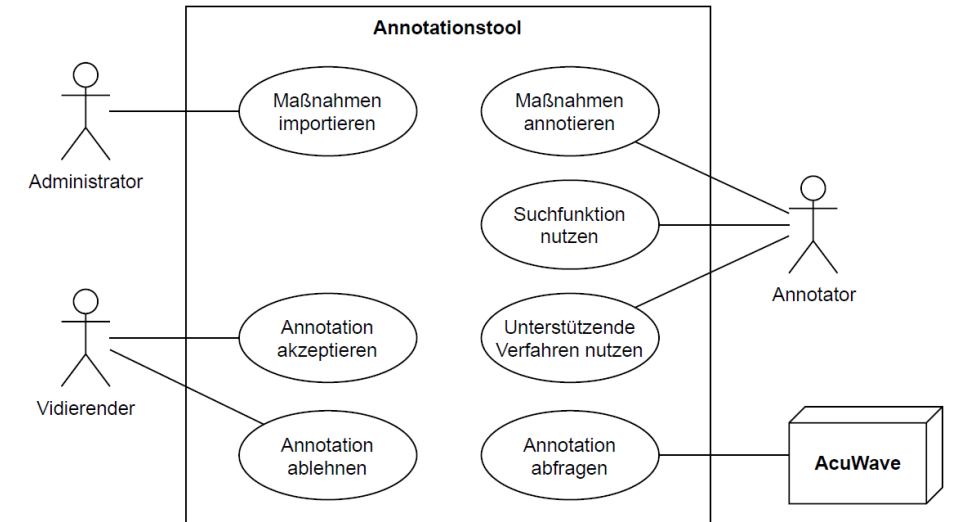 Annotationstool
Maßnahmen
importieren
Maßnahmen
annotieren
Administrator
Suchfunktion
nutzen
Annotator
Annotation
akzeptieren
Unterstützende
Verfahren nutzen
Vidierender
Annotation
ablehnen
Annotation
abfragen
AcuWave